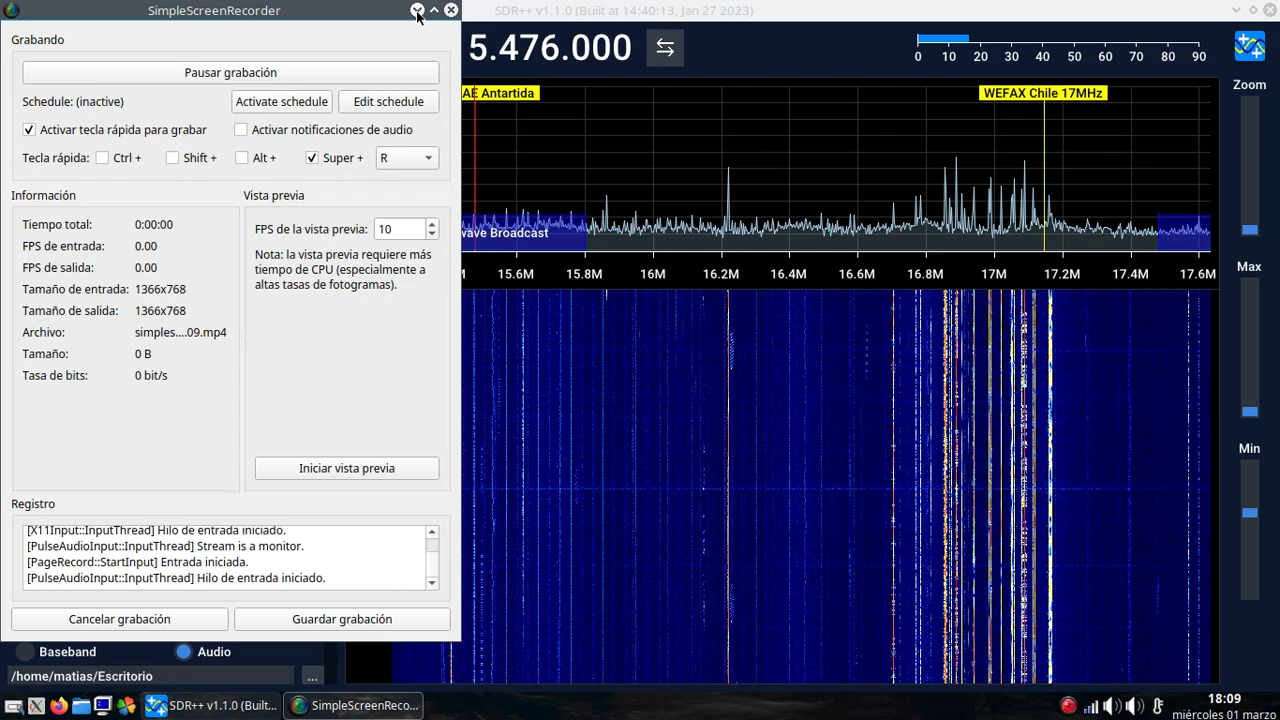 SimpleScreenRecorder
SDR++ v1.1.0 (Built at 14:40:13, Jan 27 2023)
Grabando
Pausar grabación
Schedule: (inactive)
Activate schedule
Edit schedule
Activar tecla rápida para grabar
Activar notificaciones de audio
Tecla rápida:
Ctrl +
Shift +
Alt +
Super +
R
Información
Tiempo total: 0:00:00
FPS de entrada: 0.00
FPS de salida: 0.00
Tamaño de entrada: 1366x768
Tamaño de salida: 1366x768
Archivo: simples....09.mp4
Tamaño: 0 B
Tasa de bits: 0 bit/s
Vista previa
FPS de la vista previa: 10
Nota: la vista previa requiere más
tiempo de CPU (especialmente a
altas tasas de fotogramas).
Iniciar vista previa
Registro
[X11Input::InputThread] Hilo de entrada iniciado.
[PulseAudioInput::InputThread] Stream is a monitor.
[PageRecord::StartInput] Entrada iniciada.
[PulseAudioInput::InputThread] Hilo de entrada iniciado.
Cancelar grabación
Guardar grabación
5.476.000
0 10 20 30 40 50 60 70 80 90
AE Antartida
WEFAX Chile 17MHz
wave Broadcast
M 15.6M 15.8M 16M 16.2M 16.4M 16.6M 16.8M 17M 17.2M 17.4M 17.6M
Zoom
Max
Min
Baseband
Audio
/home/matias/Escritorio
...
SDR++ v1.1.0 (Built...
SimpleScreenReco...
18:09
miércoles 01 marzo